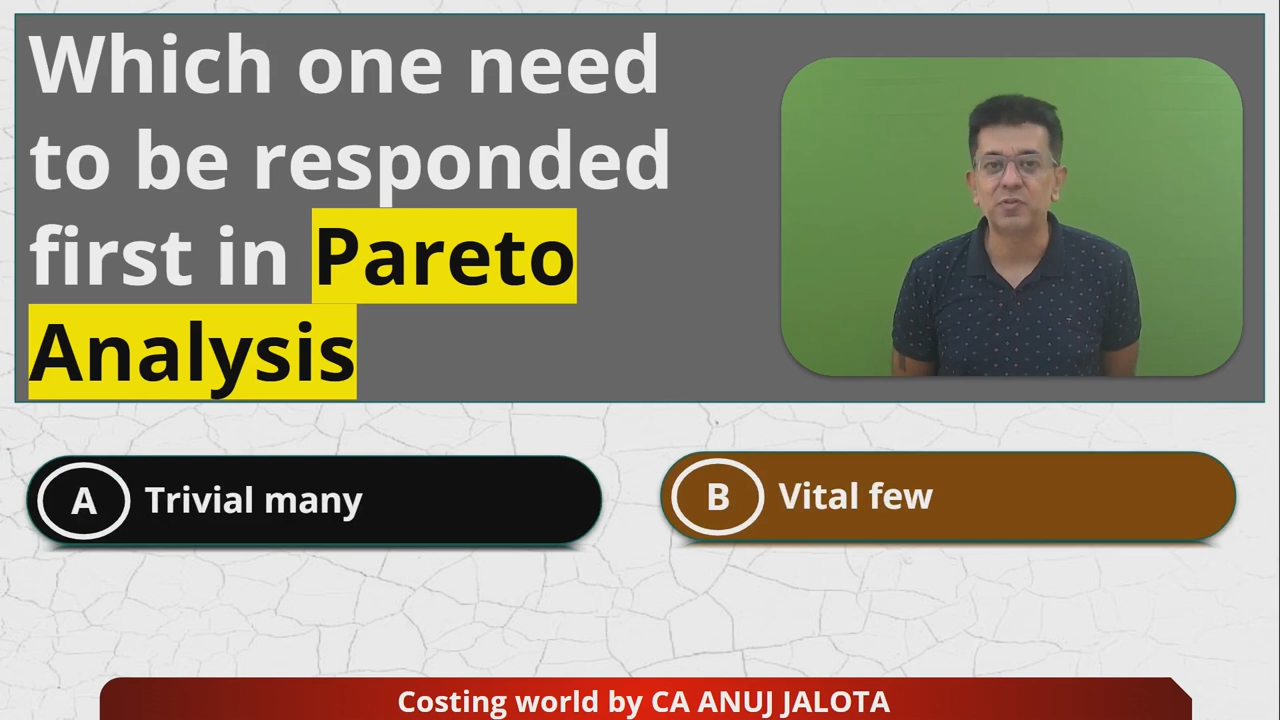 Which one need
to be responded
first in Pareto
Analysis
A Trivial many
B Vital few
Costing world by CA ANUJ JALOTA